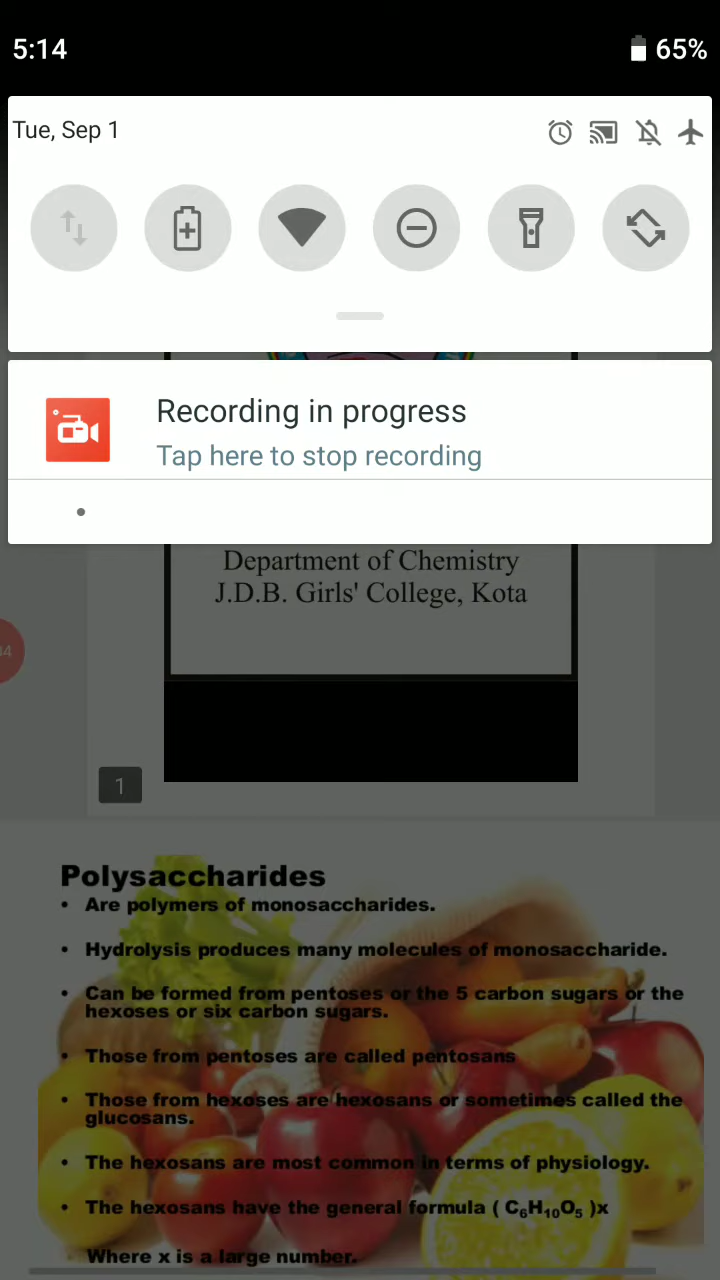 5:14
65%
Tue, Sep 1
Recording in progress
Tap here to stop recording
Department of Chemistry
J.D.B. Girls' College, Kota
1
Polysaccharides
• Are polymers of monosaccharides.
• Hydrolysis produces many molecules of monosaccharide.
• Can be formed from pentoses or the 5 carbon sugars or the
hexoses or six carbon sugars.
• Those from pentoses are called pentosans
• Those from hexoses are hexosans or sometimes called the
glucosans.
• The hexosans are most common in terms of physiology.
• The hexosans have the general formula ( C₆H₁₀O₅ )x
Where x is a large number.